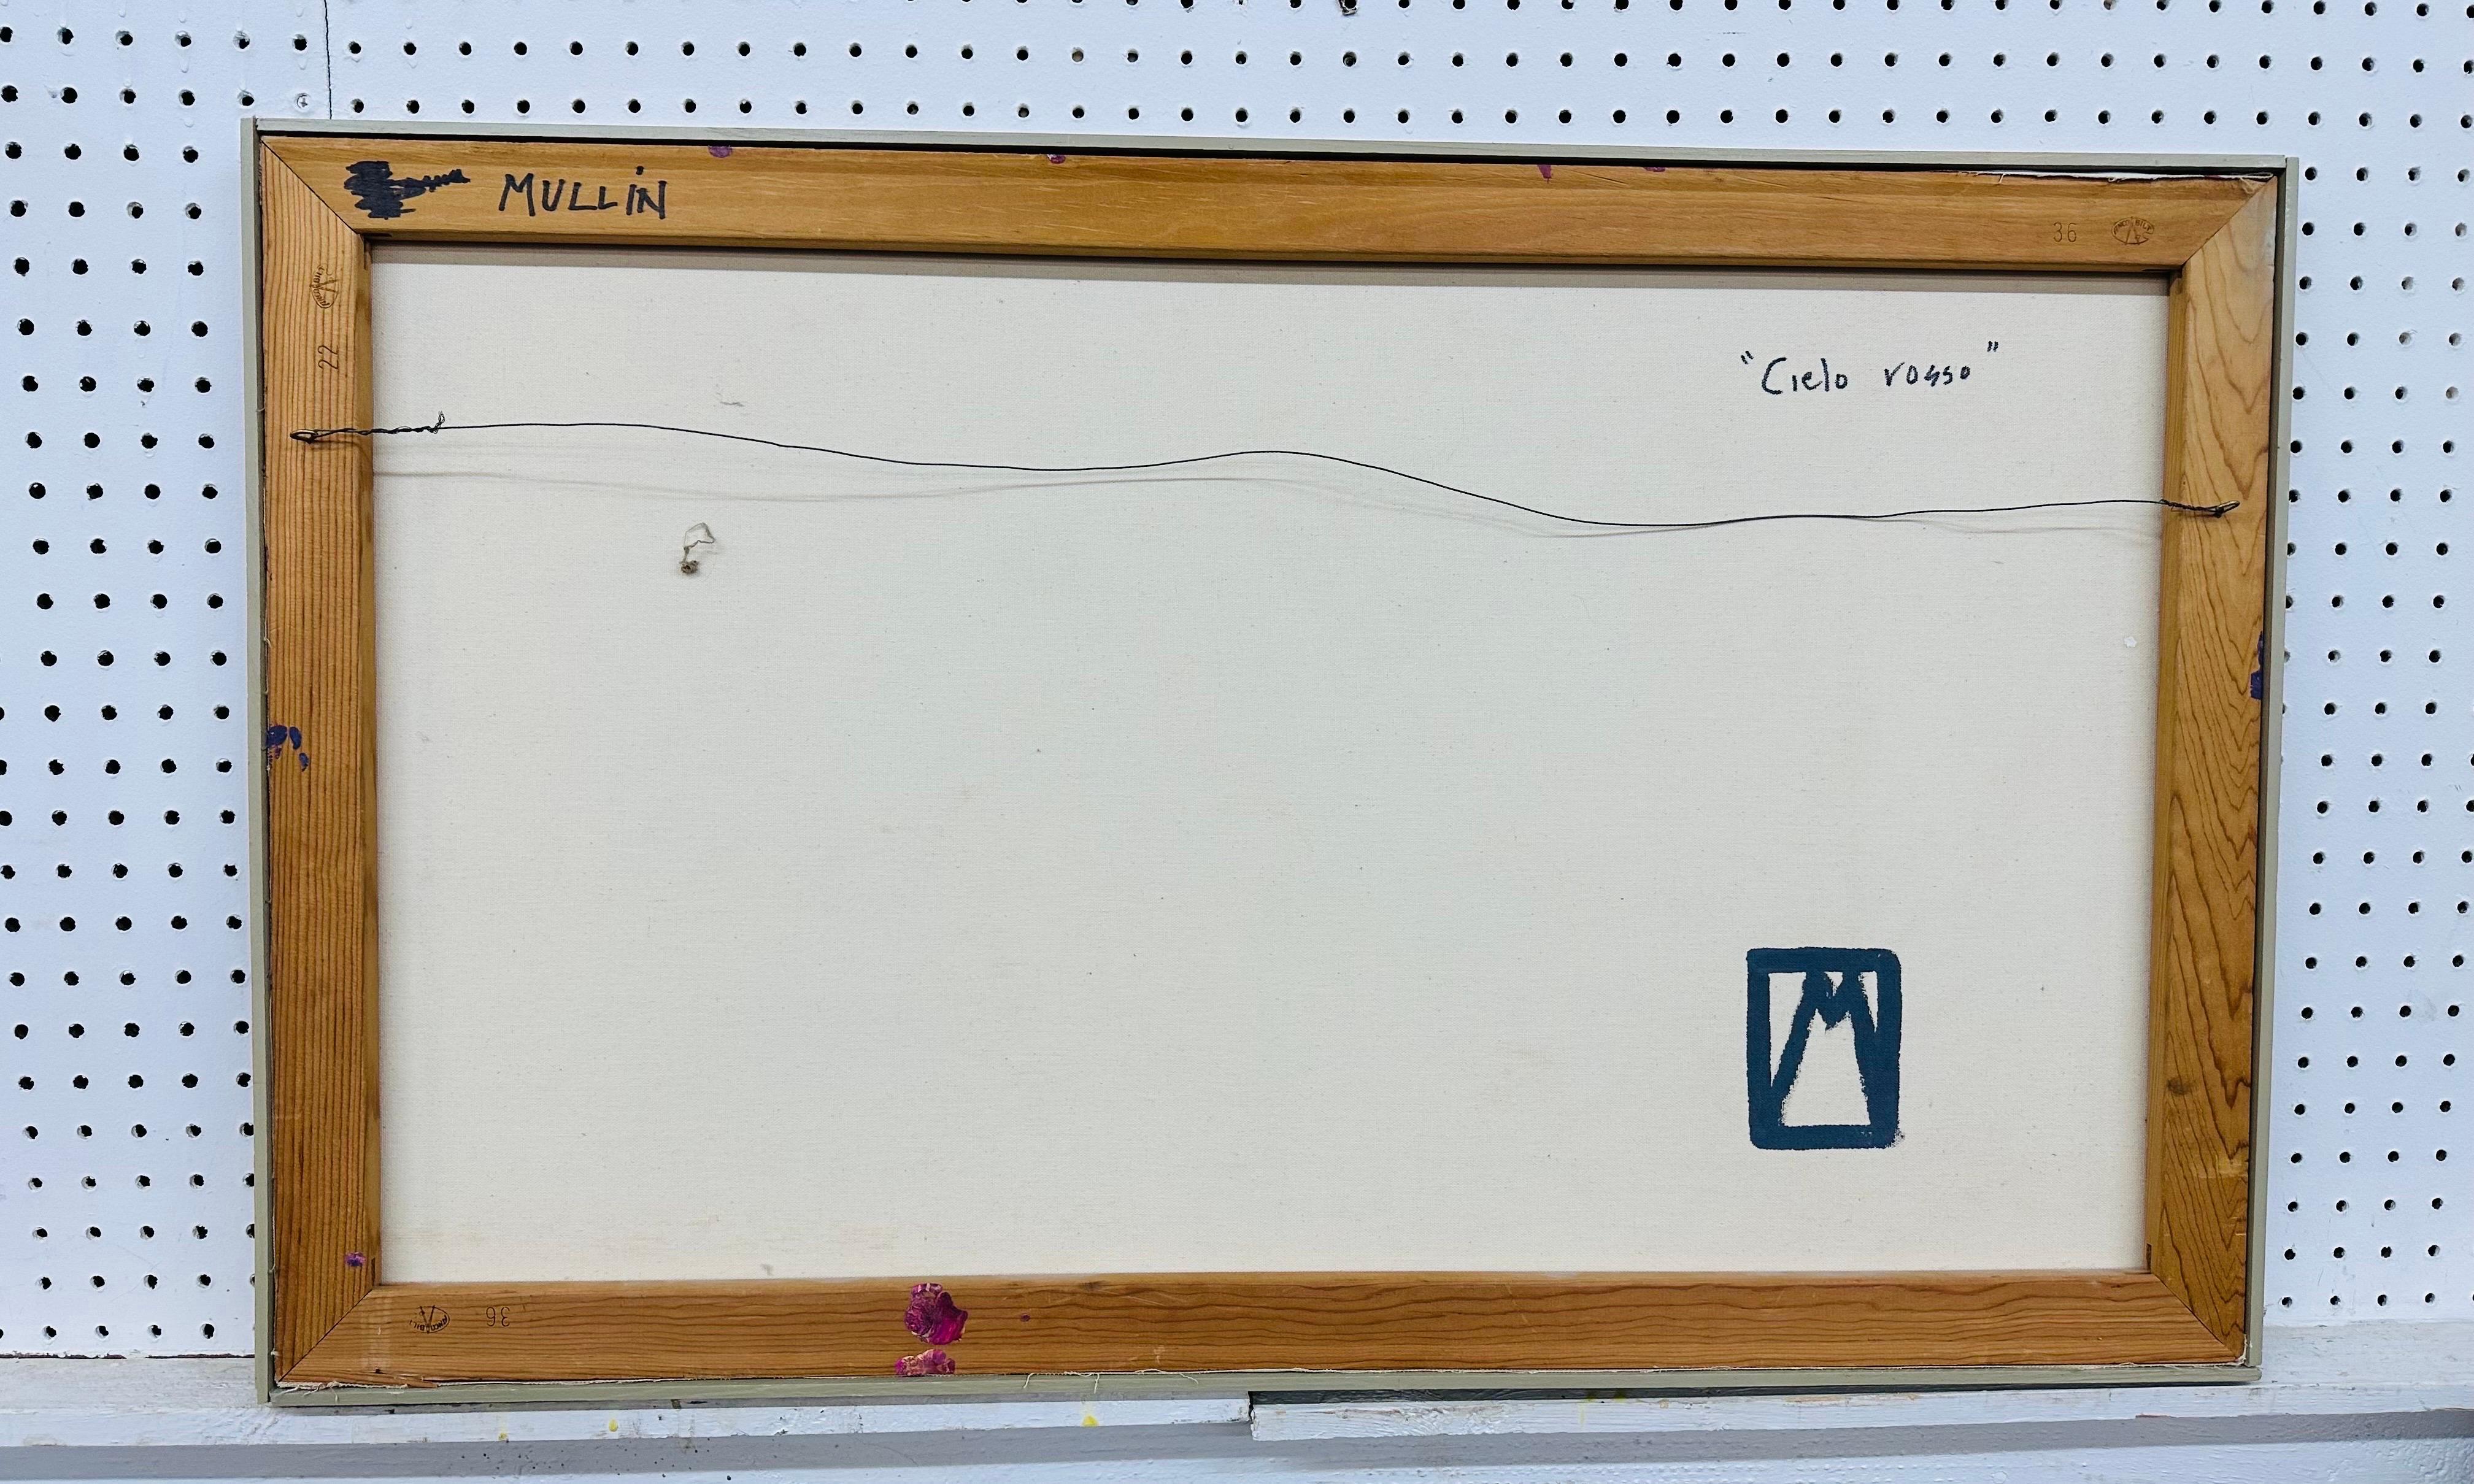 MULLIN
36
22
"Cielo rosso"
M
36